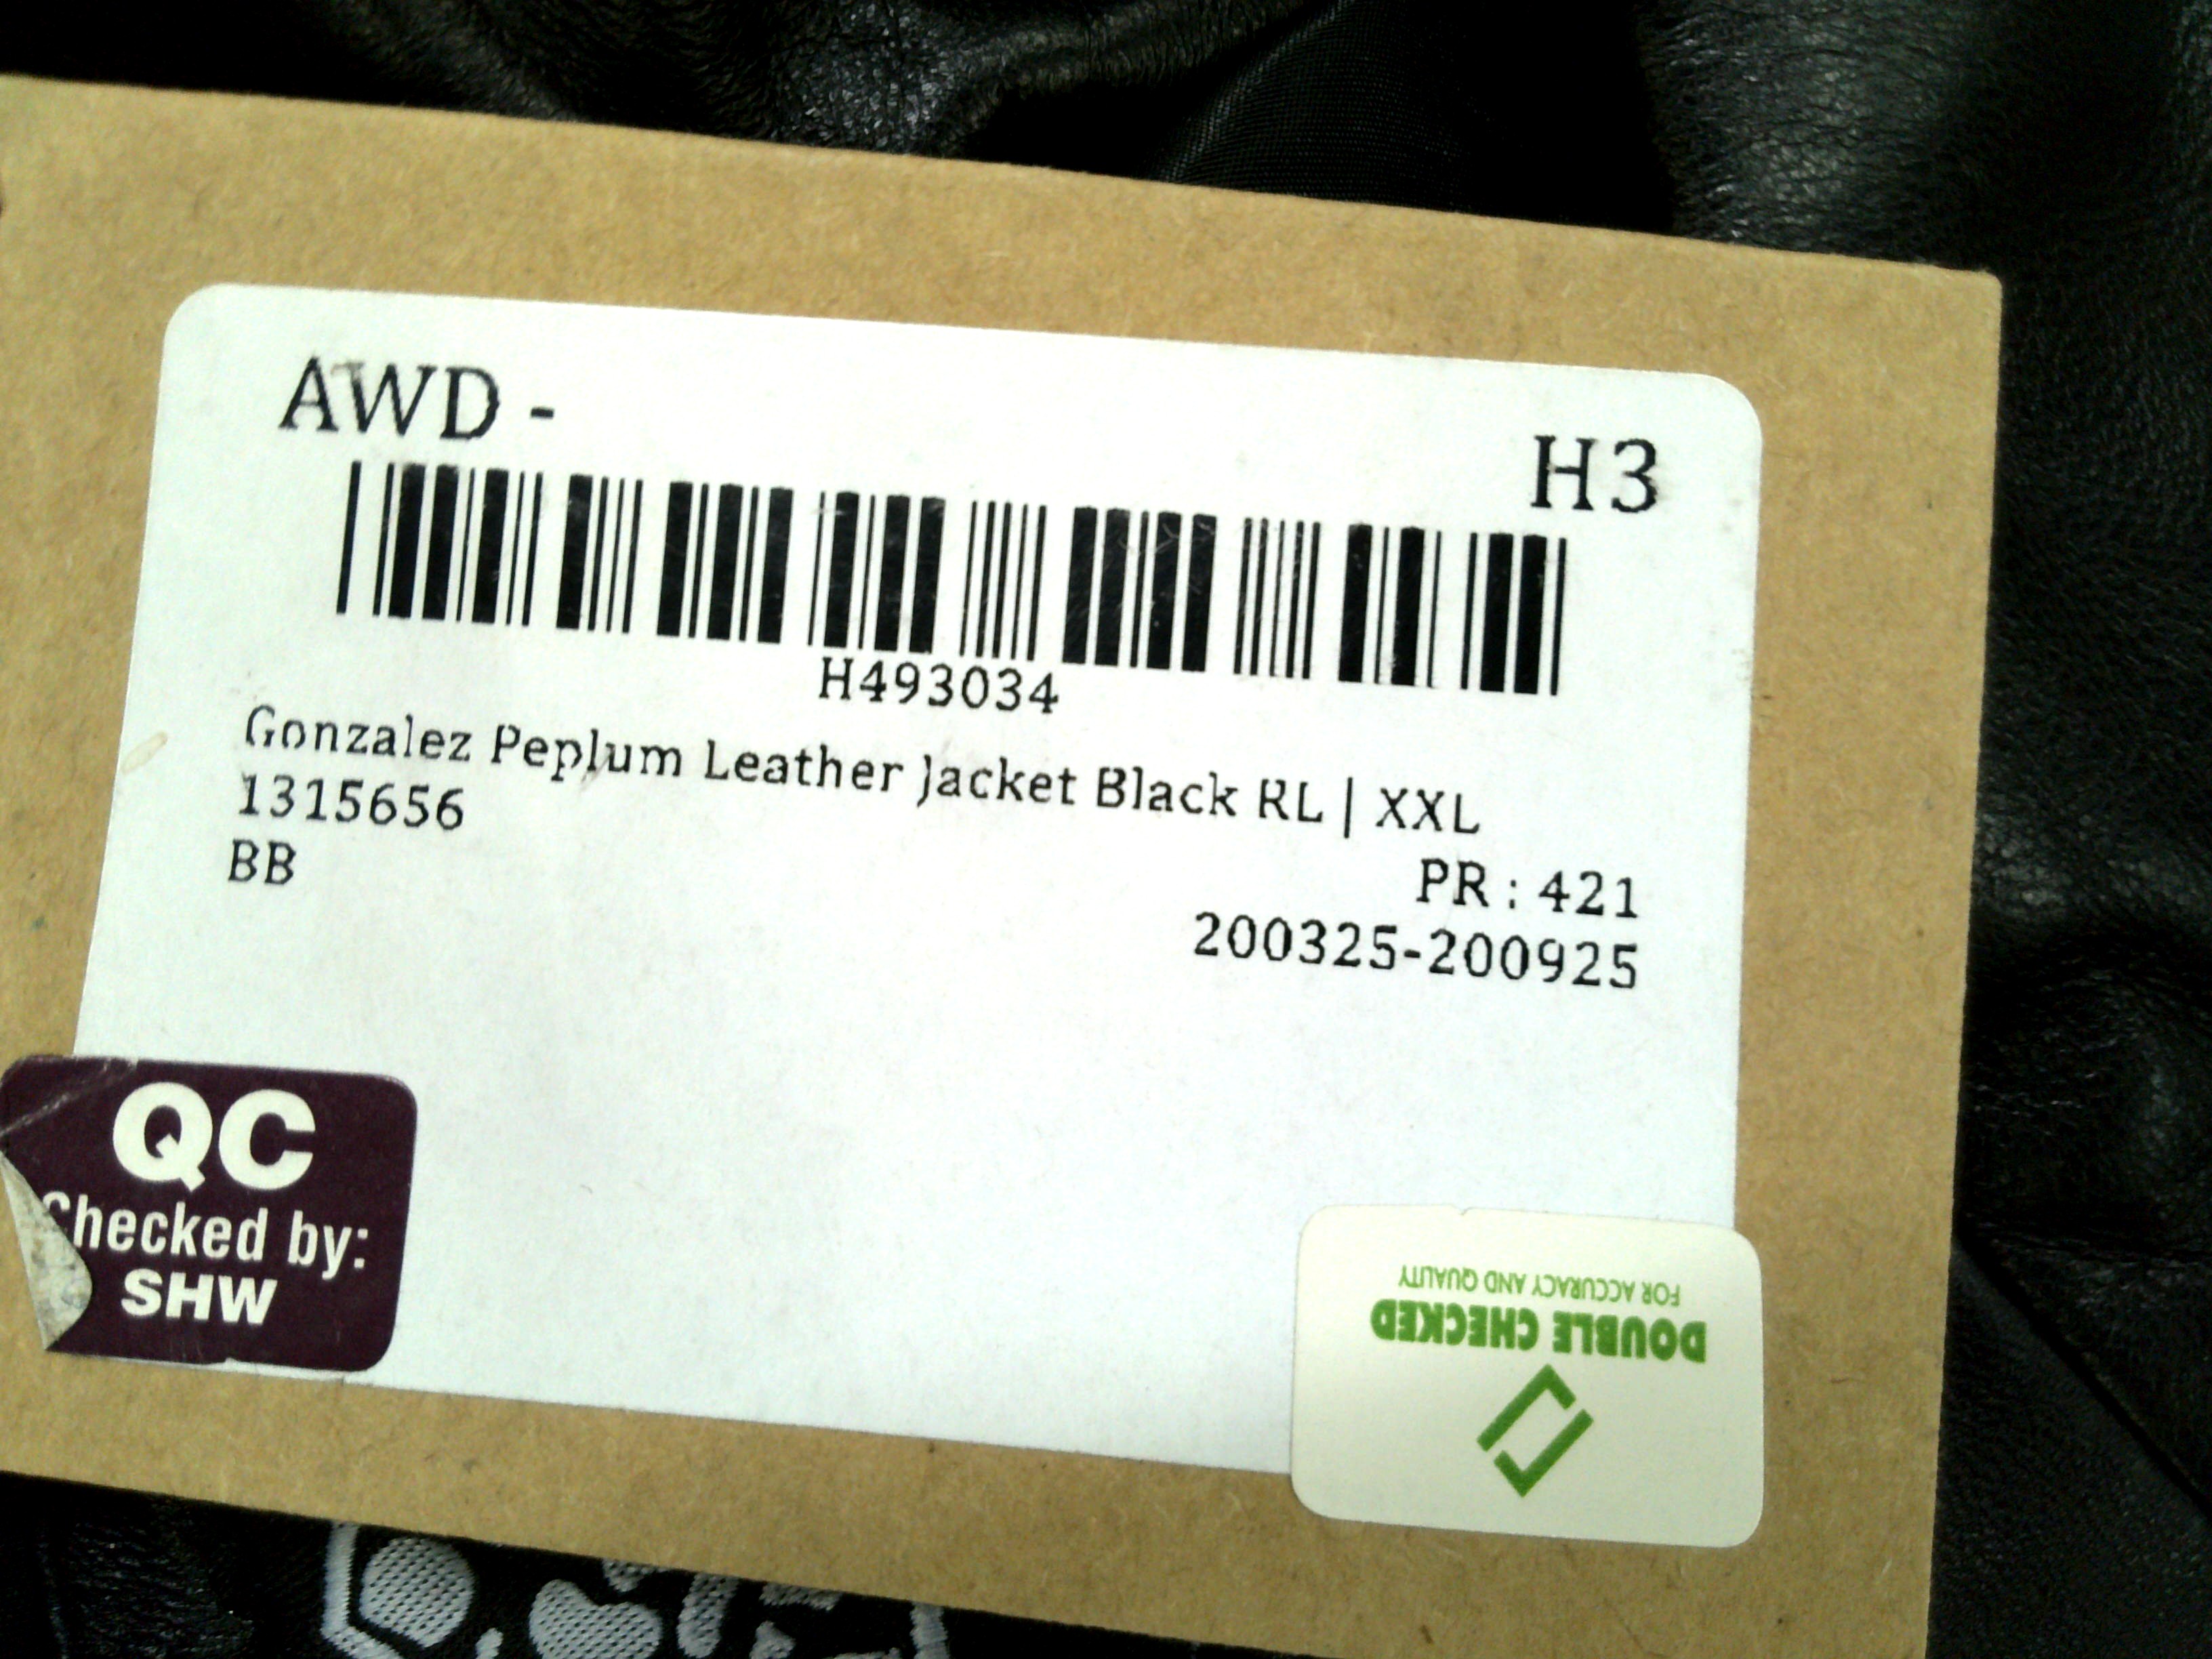 AWD -
H3
H493034
Gonzalez Peplum Leather Jacket Black RL | XXL
1315656
BB
PR : 421
200325-200925
QC
Checked by:
SHW
DOUBLE CHECKED
FOR ACCURACY AND QUALITY